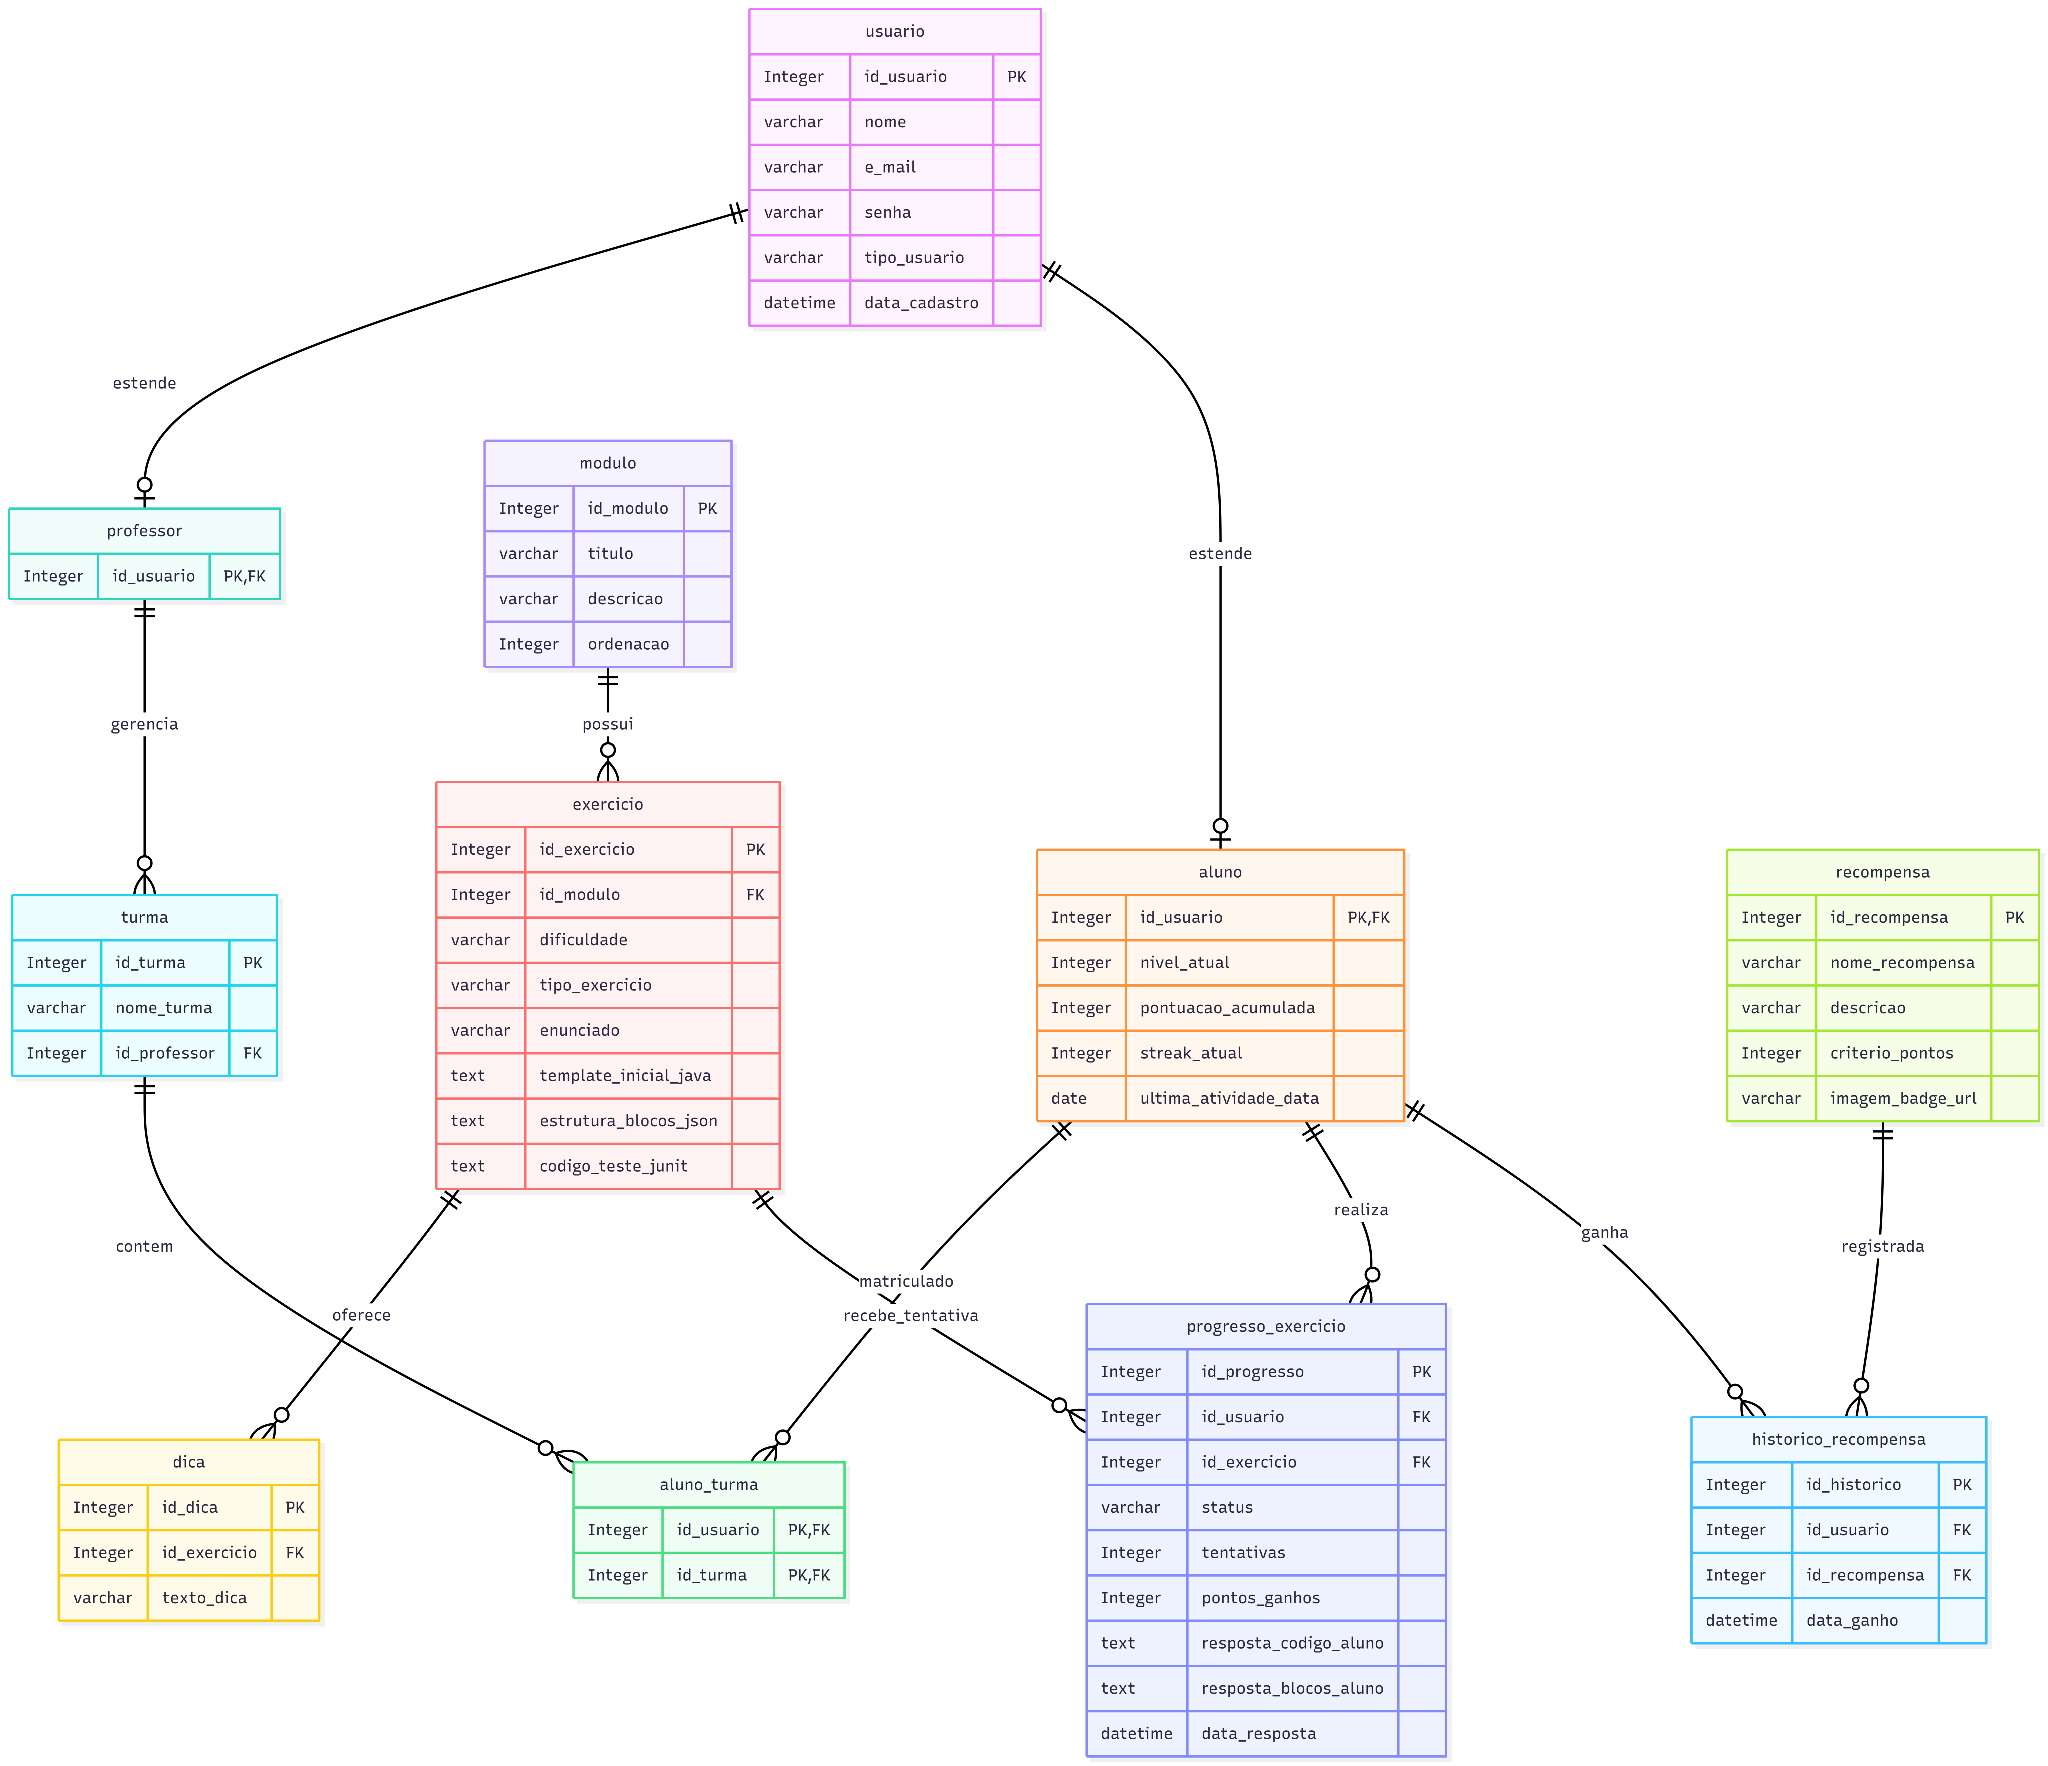 usuario
Integer id_usuario PK
varchar nome
varchar e_mail
varchar senha
varchar tipo_usuario
datetime data_cadastro
estende
estende
professor
Integer id_usuario PK,FK
modulo
Integer id_modulo PK
varchar titulo
varchar descricao
Integer ordenacao
gerencia
possui
turma
Integer id_turma PK
varchar nome_turma
Integer id_professor FK
exercicio
Integer id_exercicio PK
Integer id_modulo FK
varchar dificuldade
varchar tipo_exercicio
varchar enunciado
text template_inicial_java
text estrutura_blocos_json
text codigo_teste_junit
aluno
Integer id_usuario PK,FK
Integer nivel_atual
Integer pontuacao_acumulada
Integer streak_atual
date ultima_atividade_data
recompensa
Integer id_recompensa PK
varchar nome_recompensa
varchar descricao
Integer criterio_pontos
varchar imagem_badge_url
contem
oferece
matriculado
recebe_tentativa
realiza
ganha
registrada
dica
Integer id_dica PK
Integer id_exercicio FK
varchar texto_dica
aluno_turma
Integer id_usuario PK,FK
Integer id_turma PK,FK
progresso_exercicio
Integer id_progresso PK
Integer id_usuario FK
Integer id_exercicio FK
varchar status
Integer tentativas
Integer pontos_ganhos
text resposta_codigo_aluno
text resposta_blocos_aluno
datetime data_resposta
historico_recompensa
Integer id_historico PK
Integer id_usuario FK
Integer id_recompensa FK
datetime data_ganho